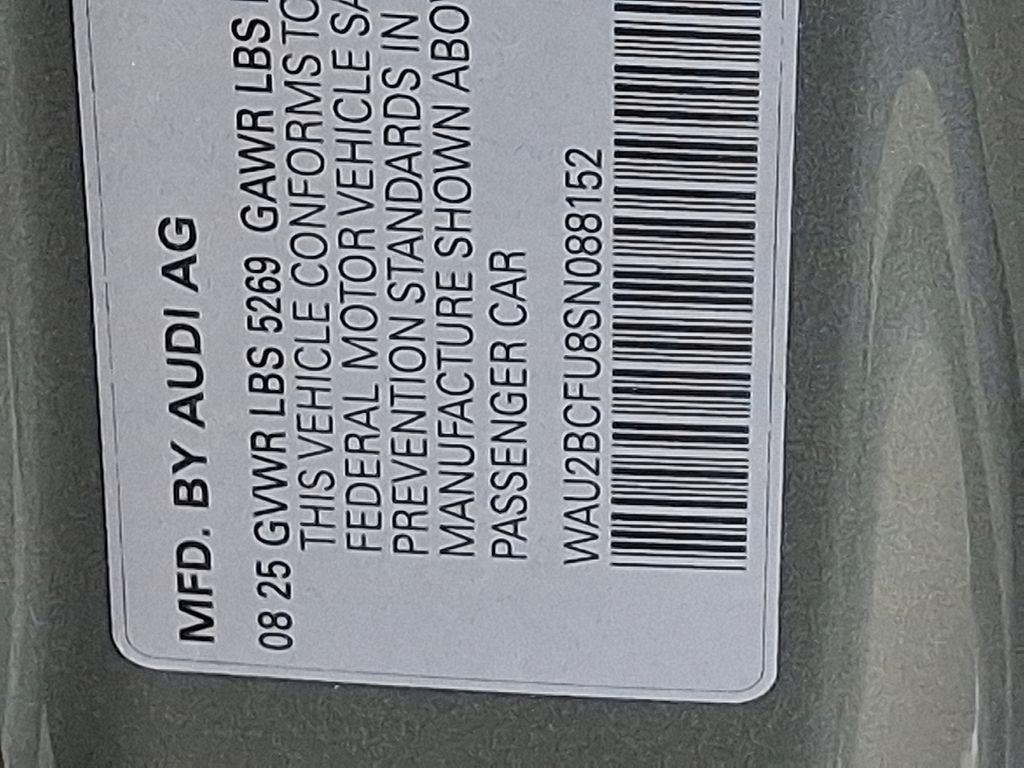 MFD. BY AUDI AG
08 25 GVWR LBS 5269 GAWR LBS
THIS VEHICLE CONFORMS TO
FEDERAL MOTOR VEHICLE SA
PREVENTION STANDARDS IN
MANUFACTURE SHOWN ABO
PASSENGER CAR
WAU2BCFU8SN088152